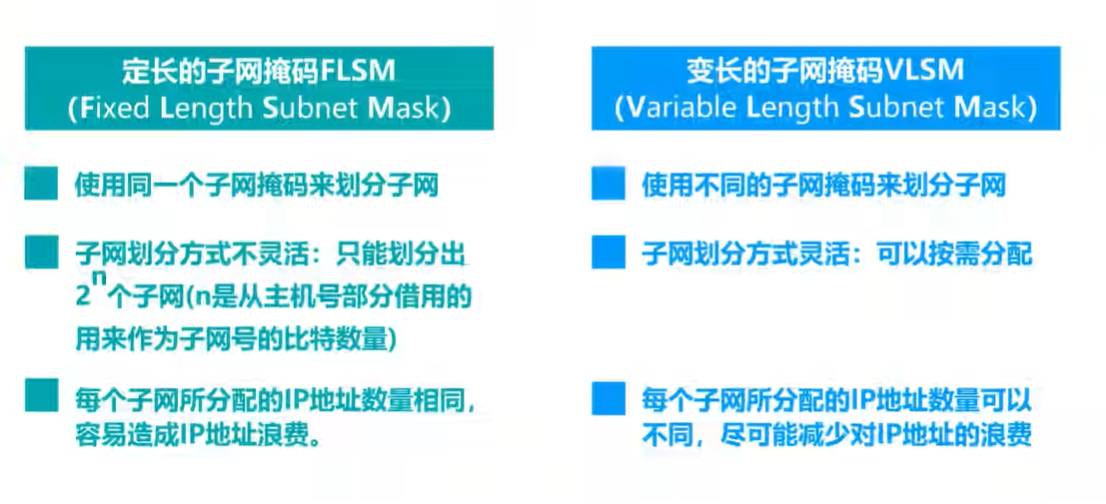 定长的子网掩码FLSM
(Fixed Length Subnet Mask)
使用同一个子网掩码来划分子网
子网划分方式不灵活：只能划分出
2ⁿ个子网(n是从主机号部分借用的
用来作为子网号的比特数量)
每个子网所分配的IP地址数量相同，
容易造成IP地址浪费。
变长的子网掩码VLSM
(Variable Length Subnet Mask)
使用不同的子网掩码来划分子网
子网划分方式灵活：可以按需分配
每个子网所分配的IP地址数量可以
不同，尽可能减少对IP地址的浪费